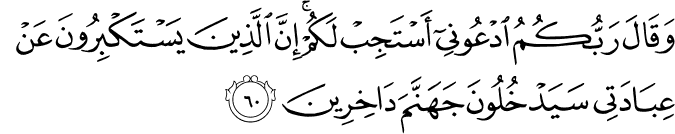 وَقَالَ رَبُّكُمُ ٱدْعُونِىٓ أَسْتَجِبْ لَكُمْ ۚ إِنَّ ٱلَّذِينَ يَسْتَكْبِرُونَ عَنْ
عِبَادَتِى سَيَدْخُلُونَ جَهَنَّمَ دَاخِرِينَ ٦٠